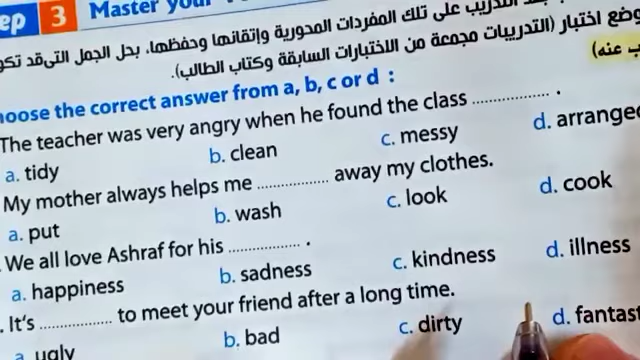 ep 3 Master your
التدريب على تلك المفردات المحورية وإتقانها وحفظها، بحل الجمل التى قد تكو
وضع اختبار (التدريبات مجمعة من الاختبارات السابقة وكتاب الطالب).
ب عنه)
hoose the correct answer from a, b, c or d :
The teacher was very angry when he found the class .................. .
a. tidy b. clean c. messy d. arranged
My mother always helps me .................. away my clothes.
a. put b. wash c. look d. cook
We all love Ashraf for his .................. .
a. happiness b. sadness c. kindness d. illness
. It's .................. to meet your friend after a long time.
a. ugly b. bad c. dirty d. fantast